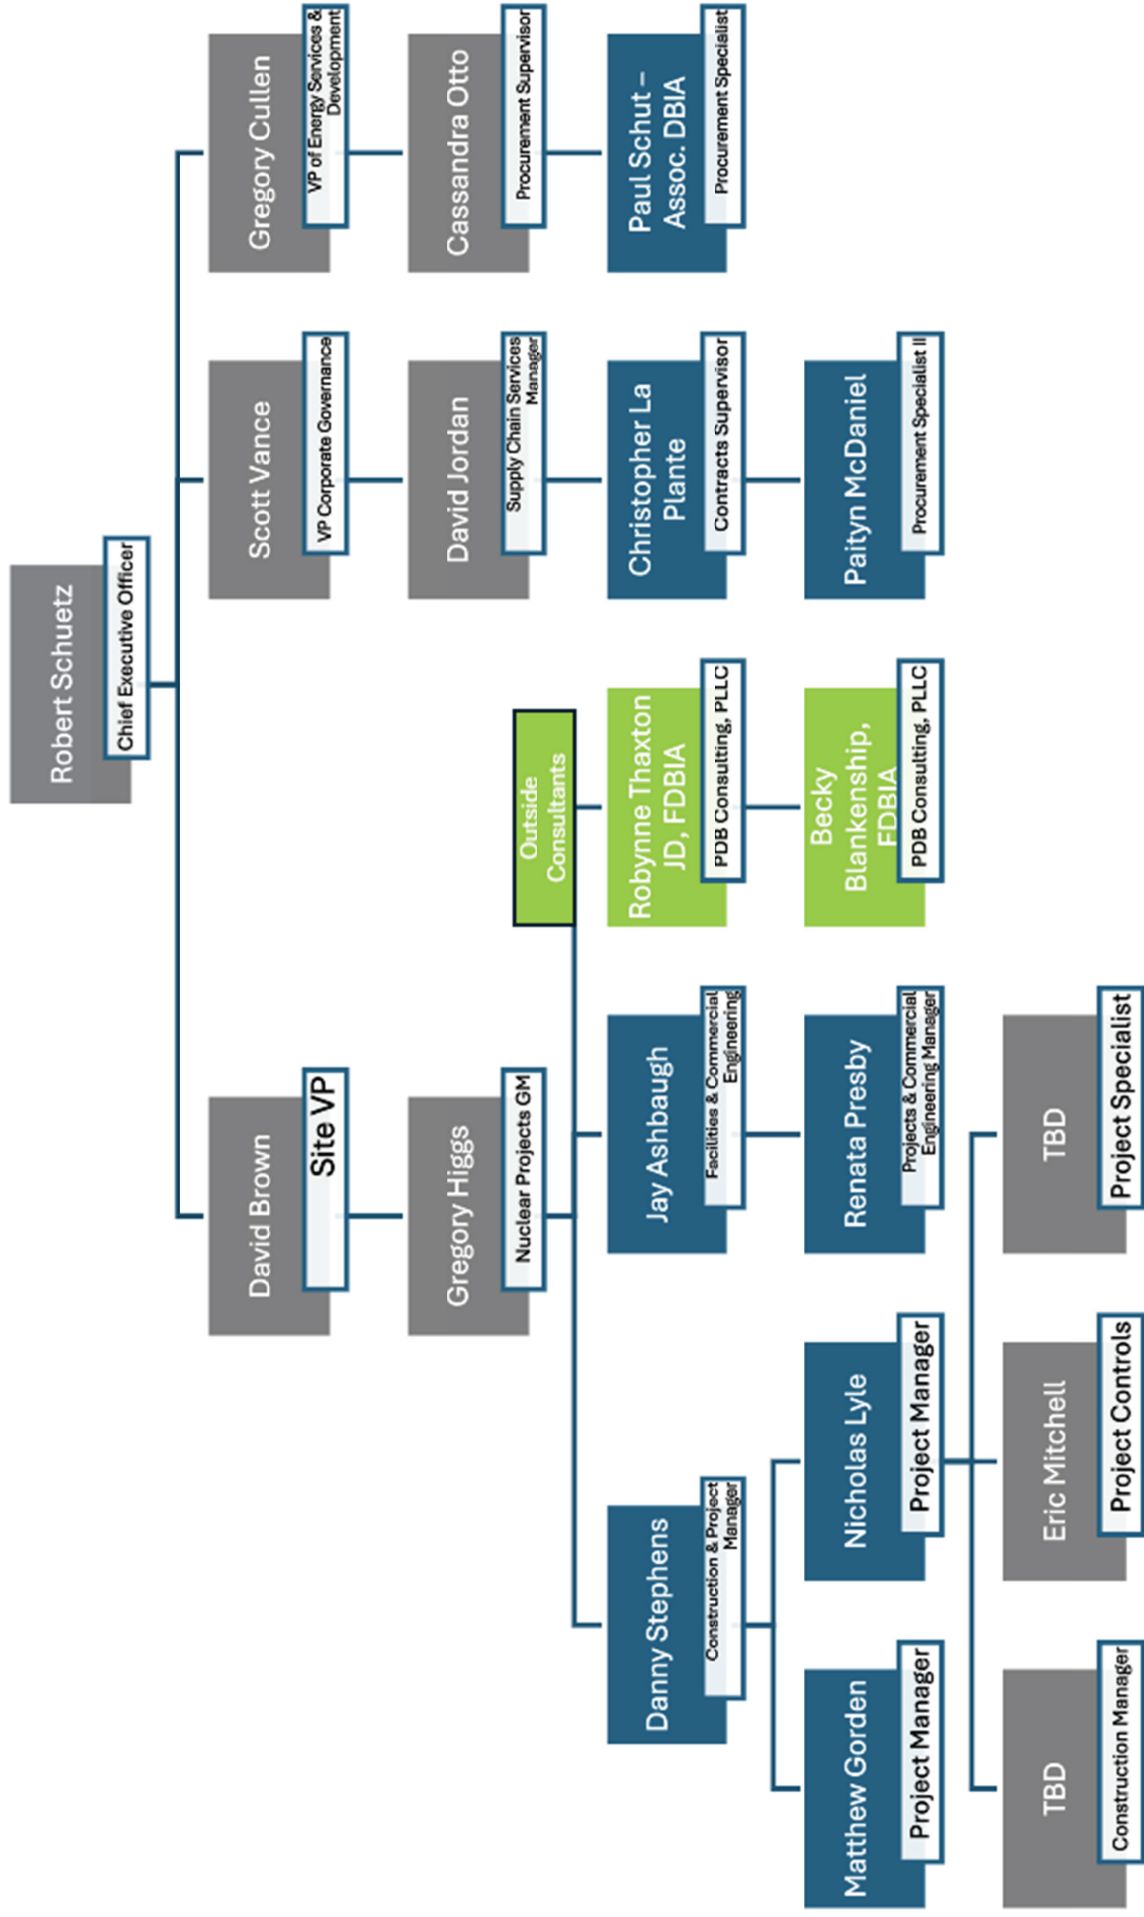 Robert Schuetz
Chief Executive Officer
David Brown
Site VP
Scott Vance
VP Corporate Governance
Gregory Cullen
VP of Energy Services &
Development
Gregory Higgs
Nuclear Projects GM
David Jordan
Supply Chain Services
Manager
Cassandra Otto
Procurement Supervisor
Outside
Consultants
Danny Stephens
Construction & Project
Manager
Jay Ashbaugh
Facilities & Commercial
Engineering
Robynne Thaxton
JD, FDBIA
PDB Consulting, PLLC
Christopher La
Plante
Contracts Supervisor
Paul Schut –
Assoc. DBIA
Procurement Specialist
Matthew Gorden
Project Manager
Nicholas Lyle
Project Manager
Renata Presby
Projects & Commercial
Engineering Manager
Becky
Blankenship,
FDBIA
PDB Consulting, PLLC
Paityn McDaniel
Procurement Specialist II
TBD
Construction Manager
Eric Mitchell
Project Controls
TBD
Project Specialist